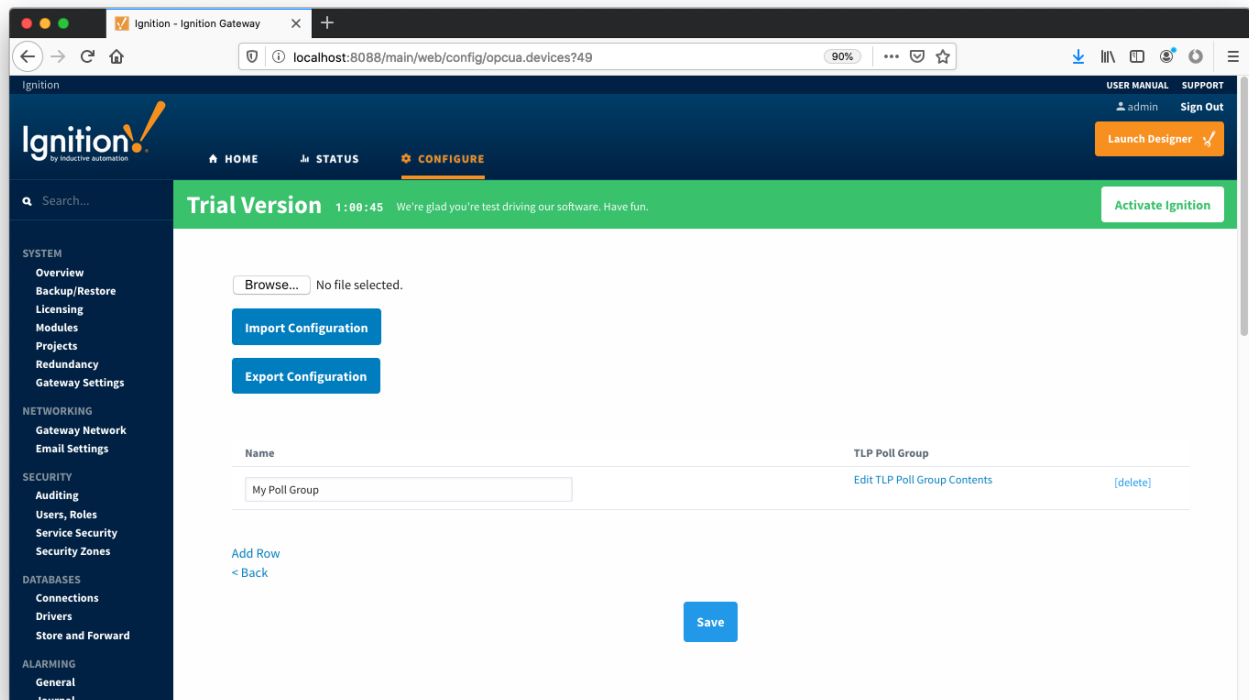 Ignition - Ignition Gateway
localhost:8088/main/web/config/opcua.devices?49
90%
Ignition
USER MANUAL SUPPORT
admin Sign Out
Ignition!
by inductive automation
Launch Designer
HOME STATUS CONFIGURE
Search...
Trial Version 1:00:45 We're glad you're test driving our software. Have fun.
Activate Ignition
SYSTEM
Overview
Backup/Restore
Licensing
Modules
Projects
Redundancy
Gateway Settings
NETWORKING
Gateway Network
Email Settings
SECURITY
Auditing
Users, Roles
Service Security
Security Zones
DATABASES
Connections
Drivers
Store and Forward
ALARMING
General
Journal
Browse... No file selected.
Import Configuration
Export Configuration
Name TLP Poll Group
My Poll Group Edit TLP Poll Group Contents [delete]
Add Row
< Back
Save